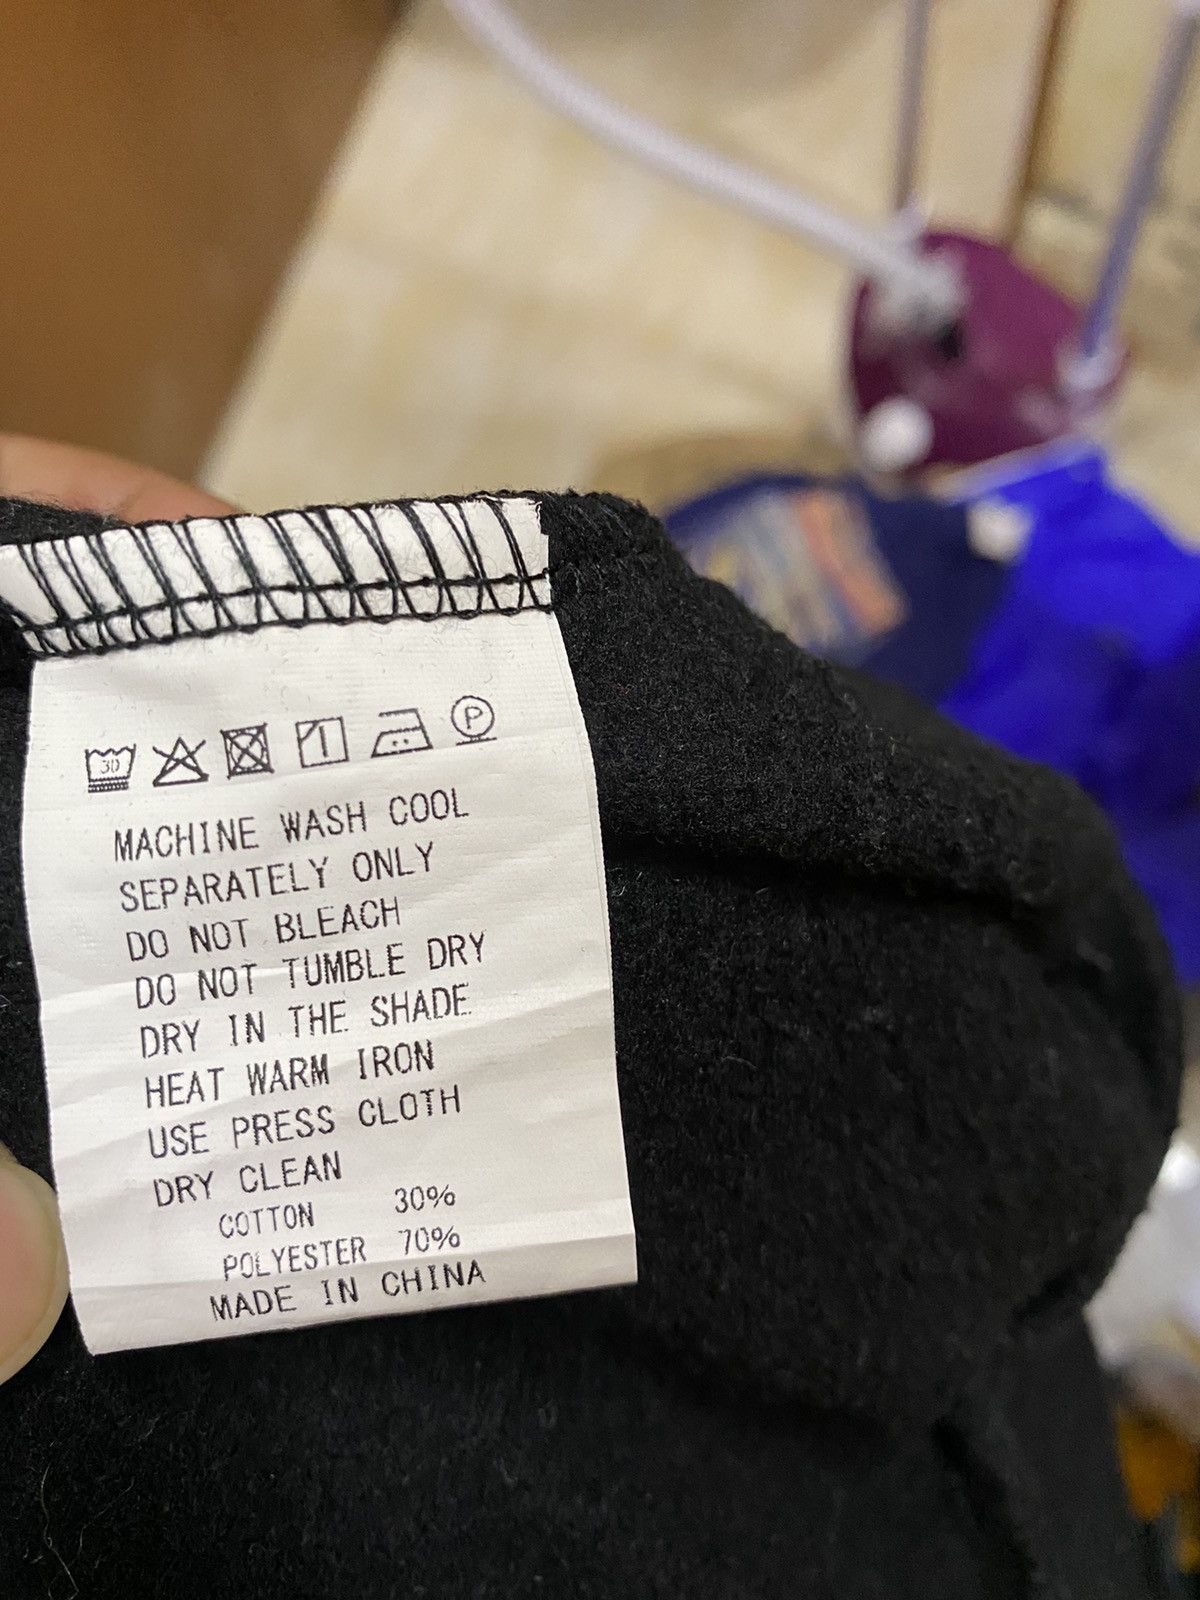 30 P
MACHINE WASH COOL
SEPARATELY ONLY
DO NOT BLEACH
DO NOT TUMBLE DRY
DRY IN THE SHADE
HEAT WARM IRON
USE PRESS CLOTH
DRY CLEAN
COTTON 30%
POLYESTER 70%
MADE IN CHINA